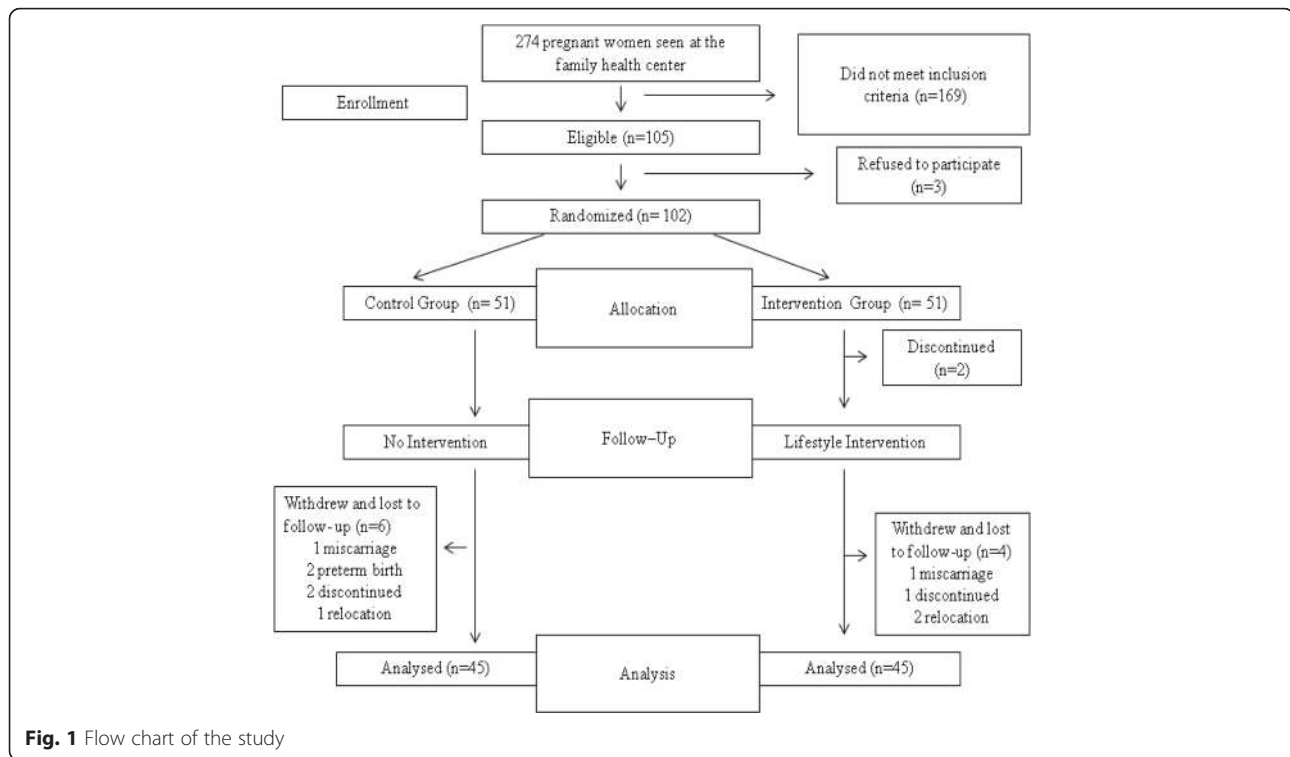 274 pregnant women seen at the
family health center
Did not meet inclusion
criteria (n=169)
Enrollment
Eligible (n=105)
Refused to participate
(n=3)
Randomized (n= 102)
Control Group (n= 51)
Allocation
Intervention Group (n= 51)
Discontinued
(n=2)
No Intervention
Follow-Up
Lifestyle Intervention
Withdrew and lost to
follow-up (n=6)
1 miscarriage
2 preterm birth
2 discontinued
1 relocation
Withdrew and lost
to follow-up (n=4)
1 miscarriage
1 discontinued
2 relocation
Analysed (n=45)
Analysis
Analysed (n=45)
Fig. 1 Flow chart of the study